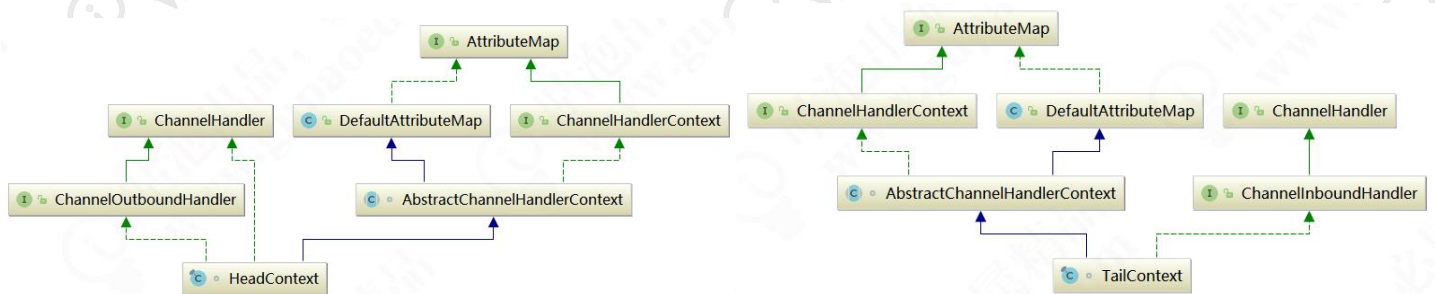 AttributeMap
ChannelHandler
DefaultAttributeMap
ChannelHandlerContext
ChannelOutboundHandler
AbstractChannelHandlerContext
HeadContext
AttributeMap
ChannelHandlerContext
DefaultAttributeMap
ChannelHandler
AbstractChannelHandlerContext
ChannelInboundHandler
TailContext